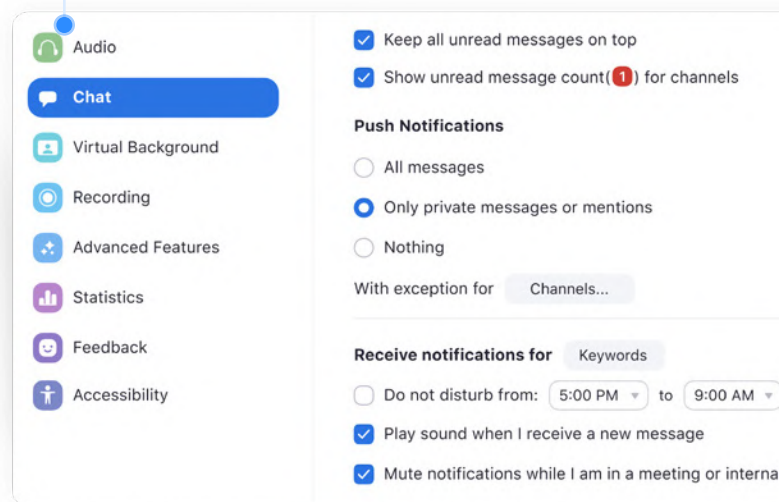 Audio
Chat
Virtual Background
Recording
Advanced Features
Statistics
Feedback
Accessibility
Keep all unread messages on top
Show unread message count(1) for channels
Push Notifications
All messages
Only private messages or mentions
Nothing
With exception for Channels...
Receive notifications for Keywords
Do not disturb from: 5:00 PM to 9:00 AM
Play sound when I receive a new message
Mute notifications while I am in a meeting or